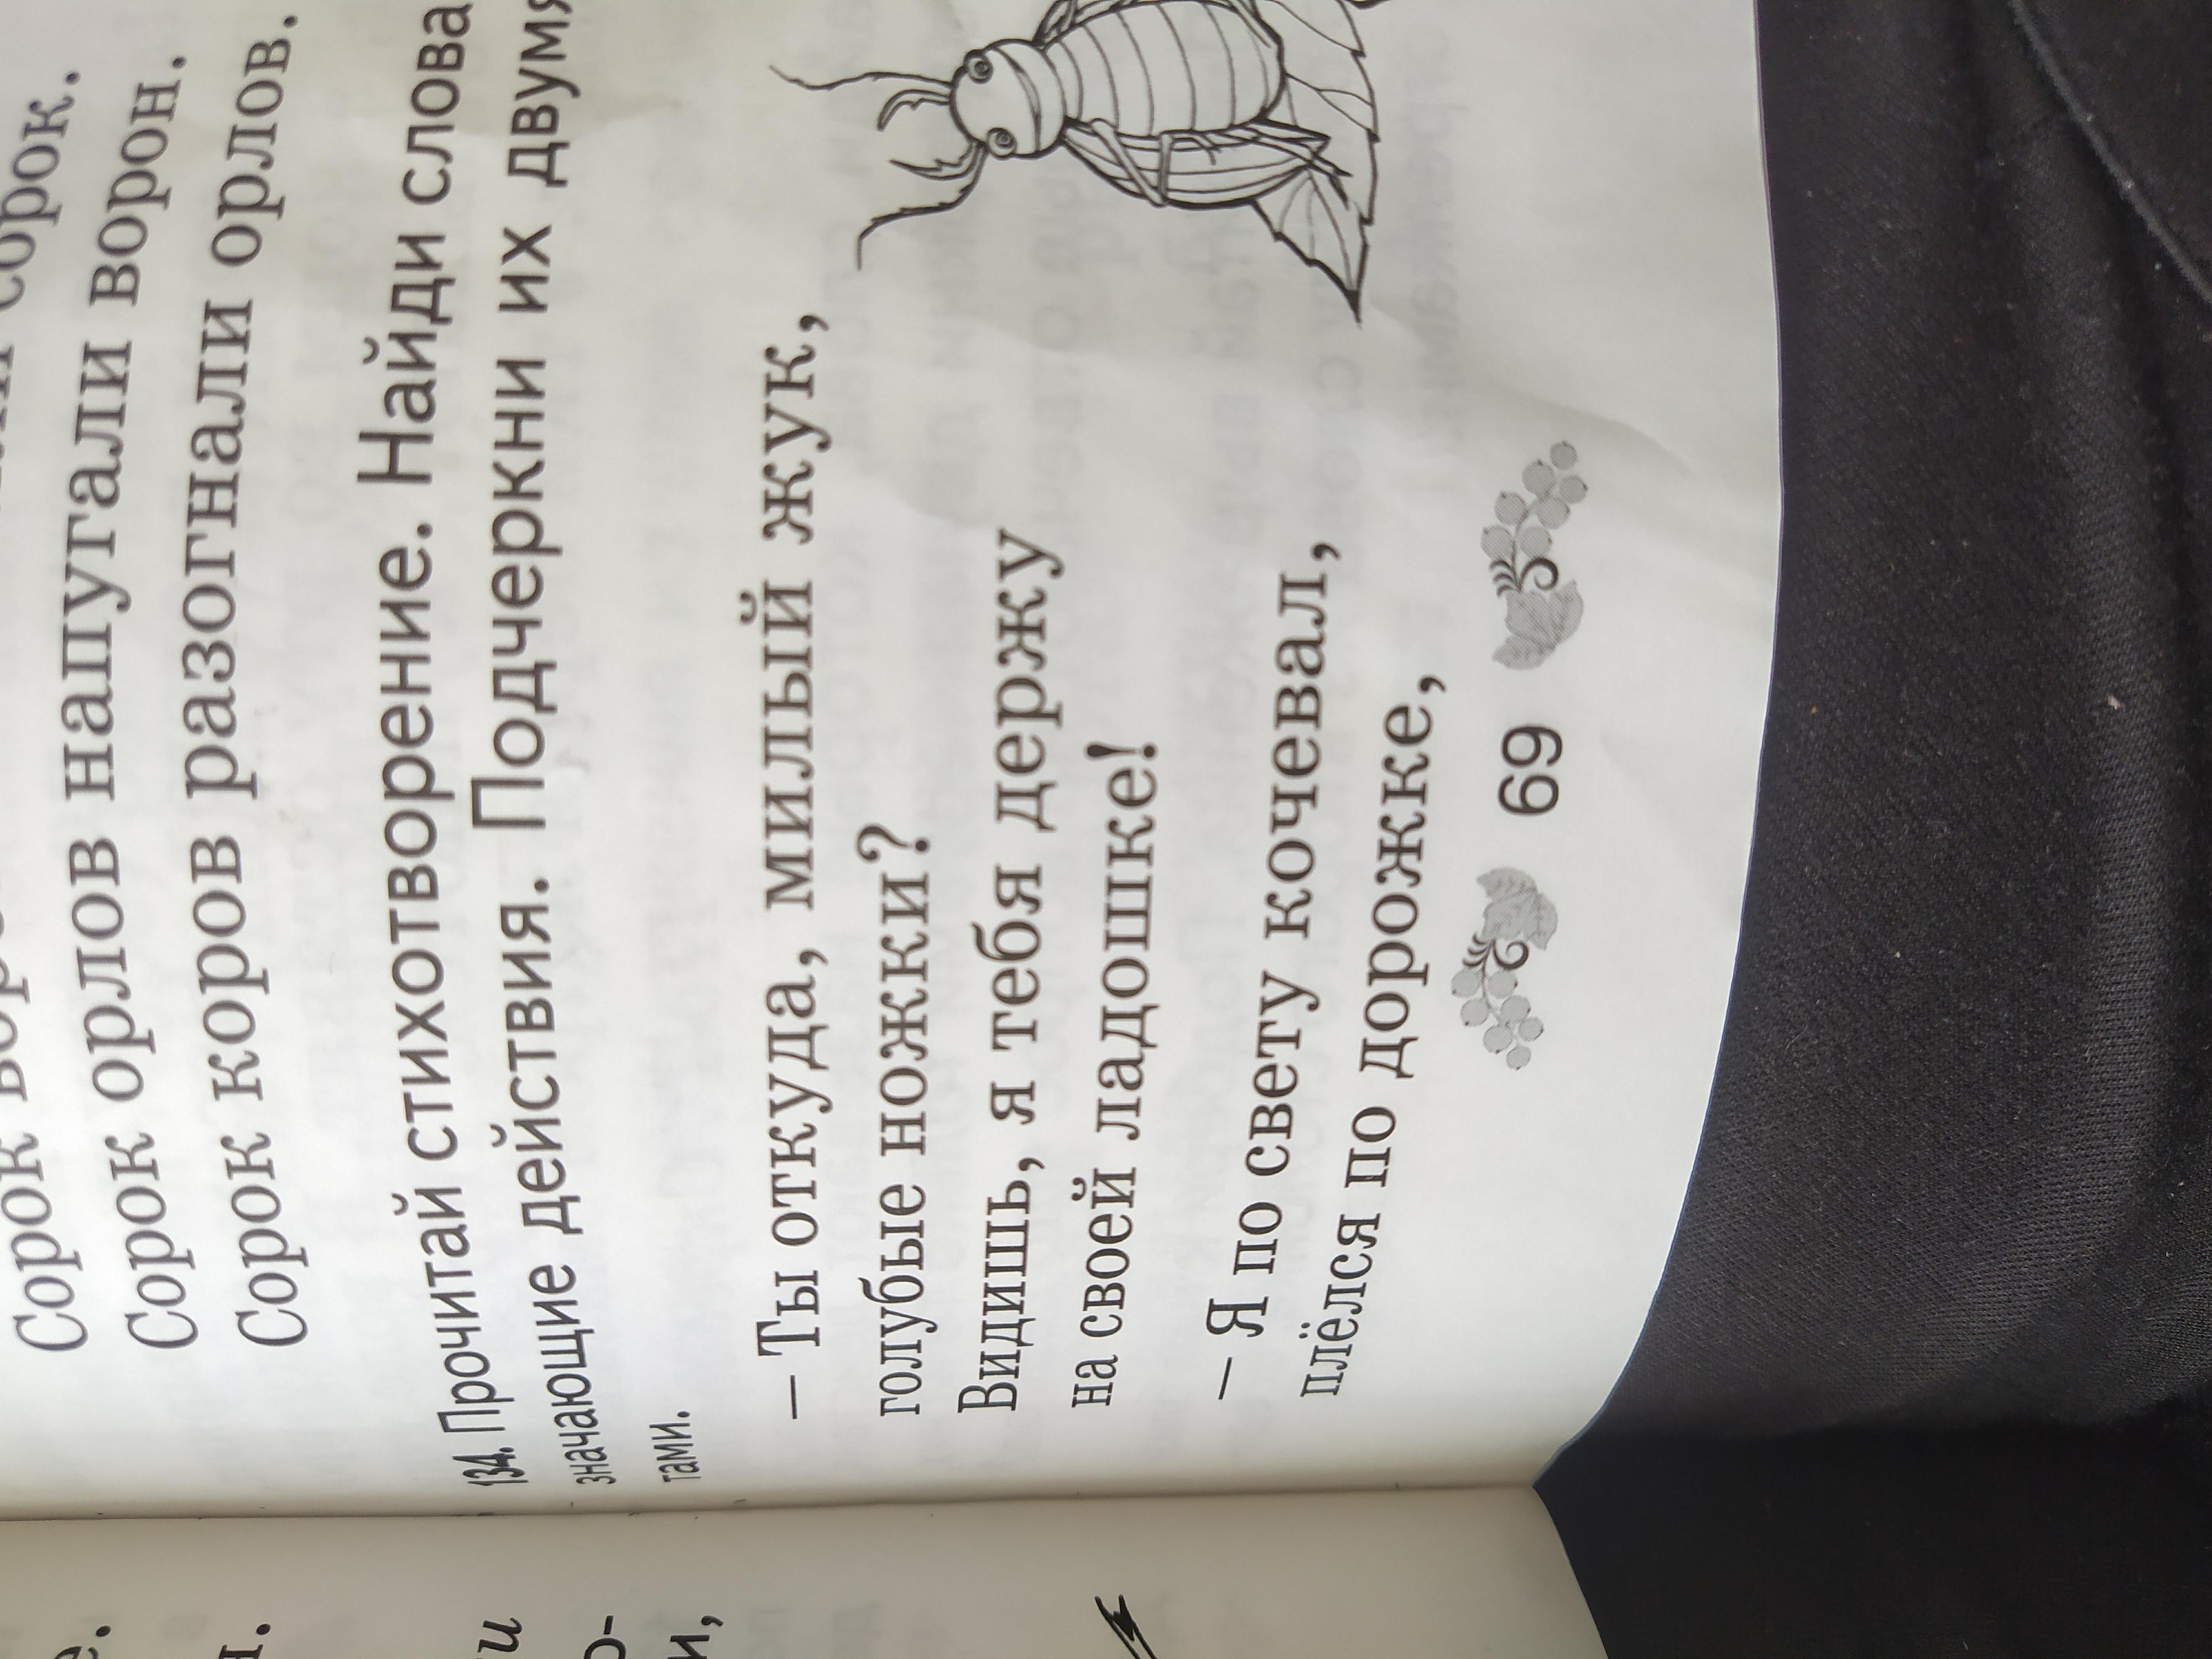 Сорок
Сорок орлов напугали ворон.
Сорок коров разогнали орлов.
134. Прочитай стихотворение. Найди слова
значающие действия. Подчеркни их двумя
тами.
– Ты откуда, милый жук,
голубые ножки?
Видишь, я тебя держу
на своей ладошке!
– Я по свету кочевал,
плёлся по дорожке,
69